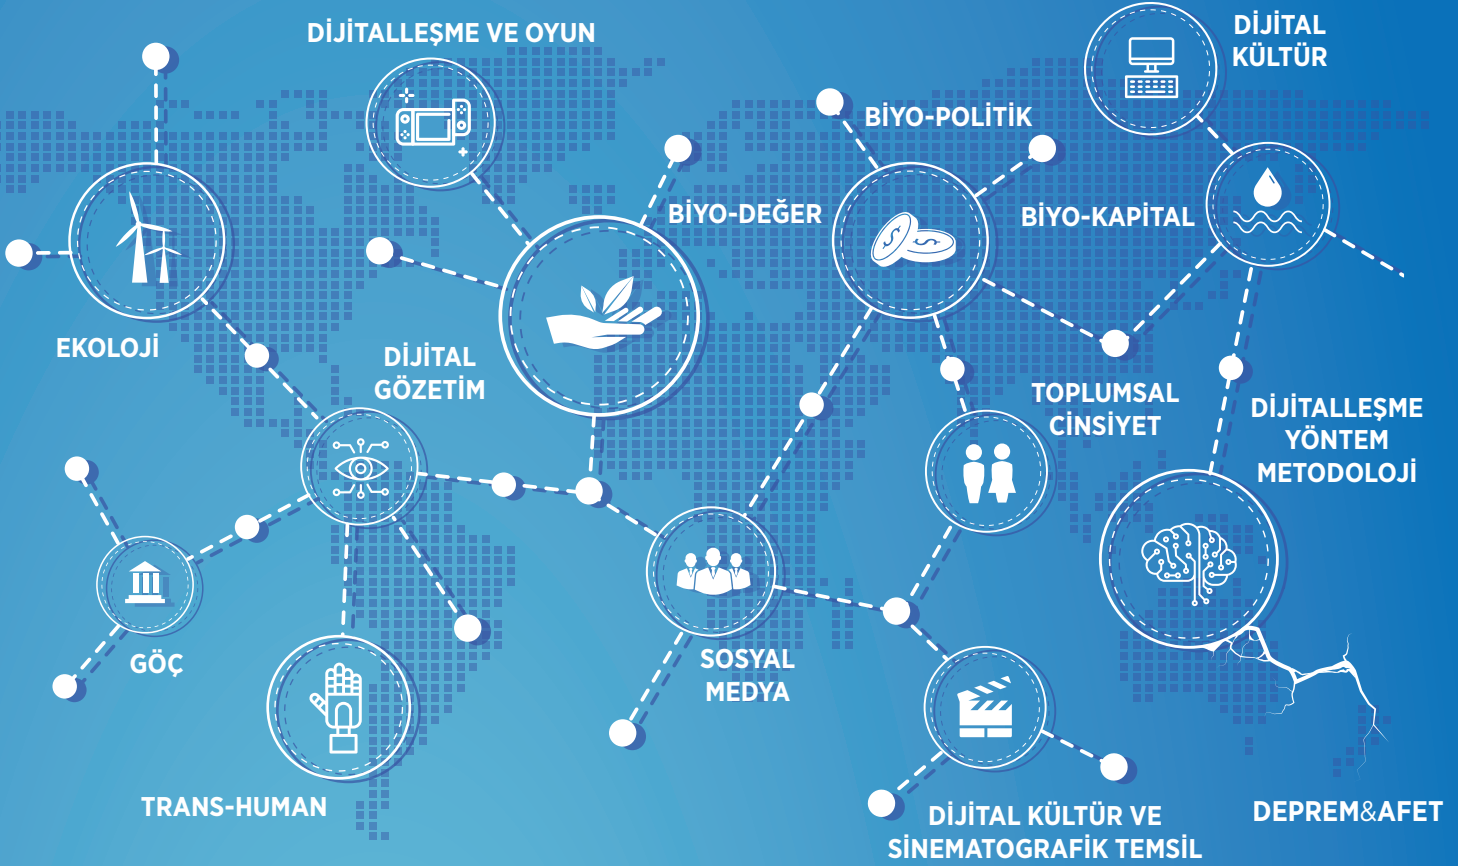 DİJİTALLEŞME VE OYUN
DİJİTAL
KÜLTÜR
BİYO-POLİTİK
BİYO-DEĞER
BİYO-KAPİTAL
EKOLOJİ
DİJİTAL
GÖZETİM
TOPLUMSAL
CİNSİYET
DİJİTALLEŞME
YÖNTEM
METODOLOJİ
GÖÇ
SOSYAL
MEDYA
TRANS-HUMAN
DİJİTAL KÜLTÜR VE
SİNEMATOGRAFİK TEMSİL
DEPREM&AFET